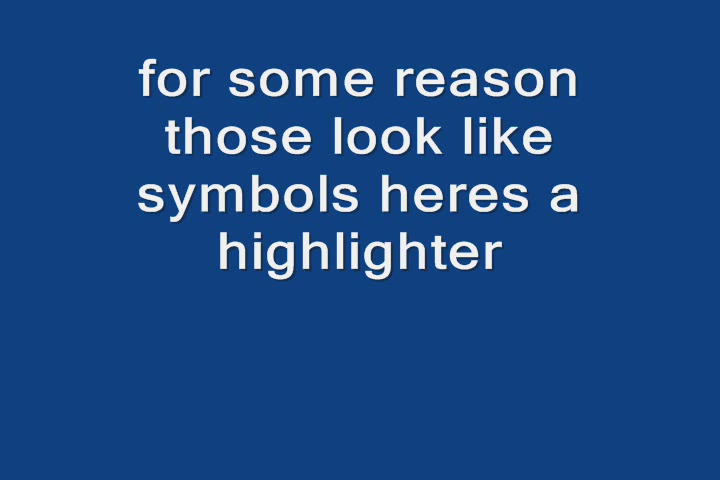 for some reason
those look like
symbols heres a
highlighter